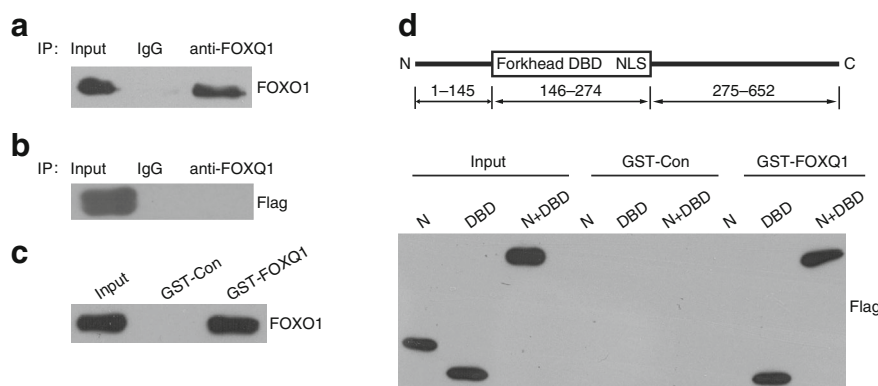 a
IP: Input IgG anti-FOXQ1
FOXO1
b
IP: Input IgG anti-FOXQ1
Flag
c
Input GST-Con GST-FOXQ1
FOXO1
d
N Forkhead DBD NLS C
1–145 146–274 275–652
Input GST-Con GST-FOXQ1
N DBD N+DBD N DBD N+DBD N DBD N+DBD
Flag